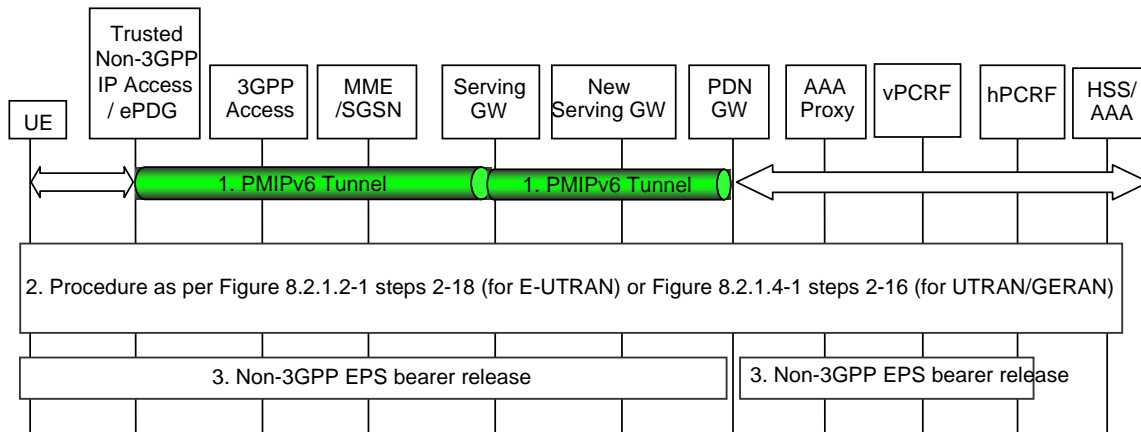 Trusted
Non-3GPP
IP Access
/ ePDG
UE
3GPP
Access
MME
/SGSN
Serving
GW
New
Serving GW
PDN
GW
AAA
Proxy
vPCRF
hPCRF
HSS/
AAA
1. PMIPv6 Tunnel
1. PMIPv6 Tunnel
2. Procedure as per Figure 8.2.1.2-1 steps 2-18 (for E-UTRAN) or Figure 8.2.1.4-1 steps 2-16 (for UTRAN/GERAN)
3. Non-3GPP EPS bearer release
3. Non-3GPP EPS bearer release